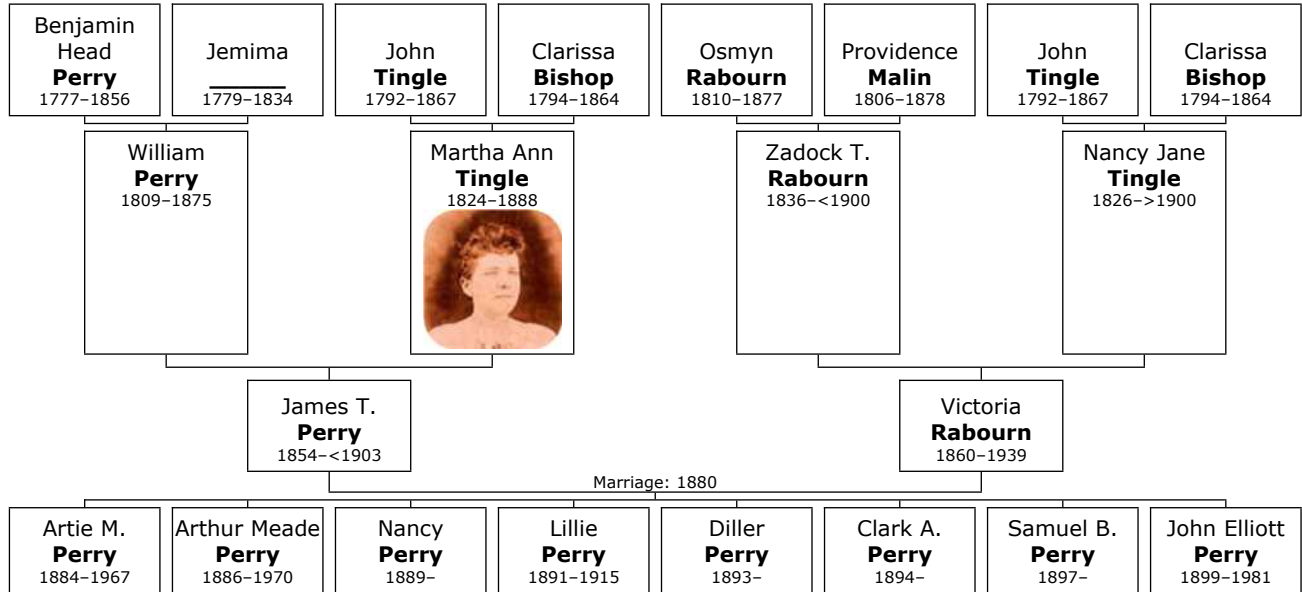 Benjamin
Head
Perry
1777–1856
Jemima
1779–1834
John
Tingle
1792–1867
Clarissa
Bishop
1794–1864
Osmyn
Rabourn
1810–1877
Providence
Malin
1806–1878
John
Tingle
1792–1867
Clarissa
Bishop
1794–1864
William
Perry
1809–1875
Martha Ann
Tingle
1824–1888
Zadock T.
Rabourn
1836–<1900
Nancy Jane
Tingle
1826–>1900
James T.
Perry
1854–<1903
Victoria
Rabourn
1860–1939
Marriage: 1880
Artie M.
Perry
1884–1967
Arthur Meade
Perry
1886–1970
Nancy
Perry
1889–
Lillie
Perry
1891–1915
Diller
Perry
1893–
Clark A.
Perry
1894–
Samuel B.
Perry
1897–
John Elliott
Perry
1899–1981